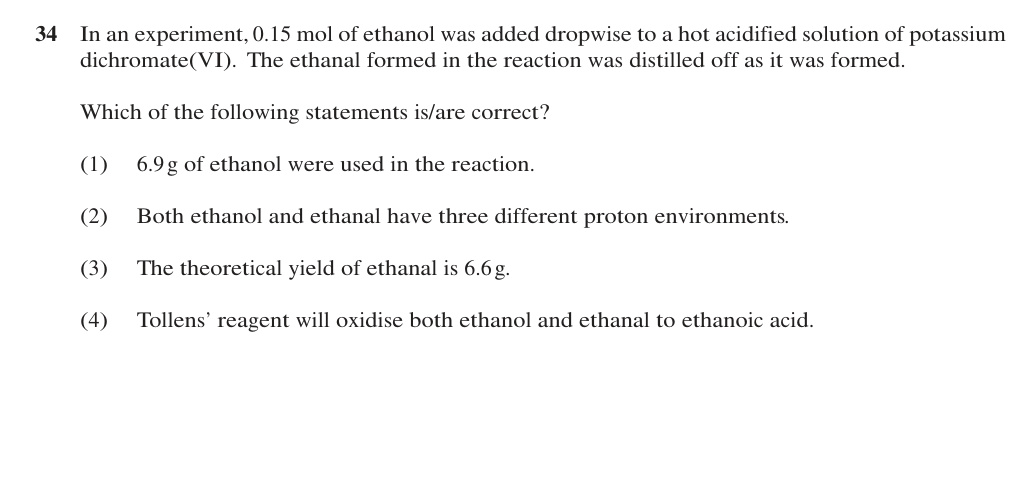 34 In an experiment, 0.15 mol of ethanol was added dropwise to a hot acidified solution of potassium
dichromate(VI). The ethanal formed in the reaction was distilled off as it was formed.
Which of the following statements is/are correct?
(1) 6.9 g of ethanol were used in the reaction.
(2) Both ethanol and ethanal have three different proton environments.
(3) The theoretical yield of ethanal is 6.6 g.
(4) Tollens’ reagent will oxidise both ethanol and ethanal to ethanoic acid.